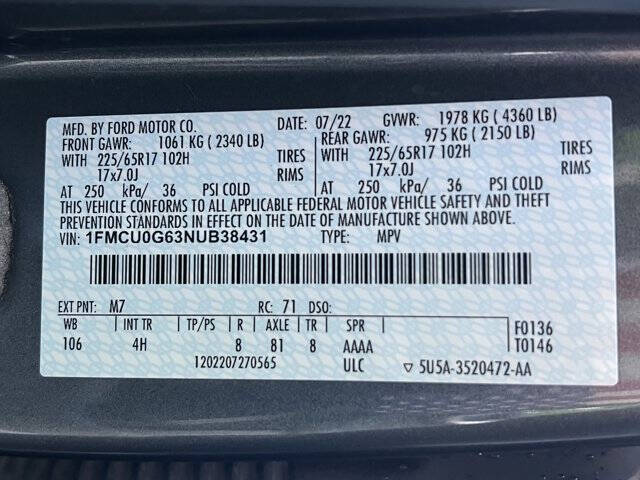 MFD. BY FORD MOTOR CO. DATE: 07/22 GVWR: 1978 KG ( 4360 LB)
FRONT GAWR: 1061 KG ( 2340 LB) REAR GAWR: 975 KG ( 2150 LB)
WITH 225/65R17 102H TIRES WITH 225/65R17 102H TIRES
17x7.0J RIMS 17x7.0J RIMS
AT 250 kPa/ 36 PSI COLD AT 250 kPa/ 36 PSI COLD
THIS VEHICLE CONFORMS TO ALL APPLICABLE FEDERAL MOTOR VEHICLE SAFETY AND THEFT
PREVENTION STANDARDS IN EFFECT ON THE DATE OF MANUFACTURE SHOWN ABOVE.
VIN: 1FMCU0G63NUB38431 TYPE: MPV
EXT PNT: M7 RC: 71 DSO:
WB INT TR TP/PS R AXLE TR SPR F0136
106 4H 8 81 8 AAAA T0146
1202207270565 ULC ▽ 5U5A-3520472-AA